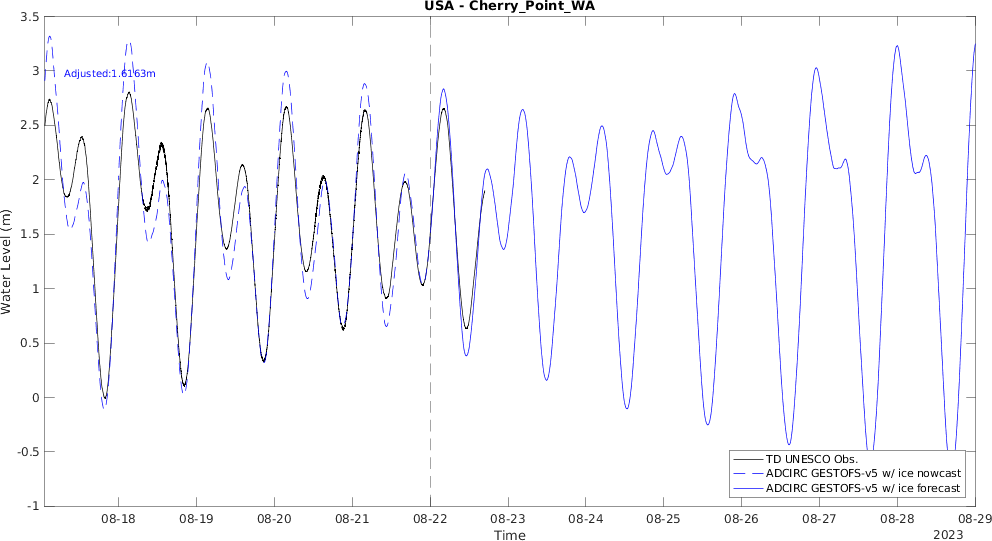 USA - Cherry_Point_WA
3.5
3
2.5
2
1.5
1
0.5
0
-0.5
-1
Water Level (m)
Adjusted:1.6163m
TD UNESCO Obs.
ADCIRC GESTOFS-v5 w/ ice nowcast
ADCIRC GESTOFS-v5 w/ ice forecast
08-18 08-19 08-20 08-21 08-22 08-23 08-24 08-25 08-26 08-27 08-28 08-29
Time
2023